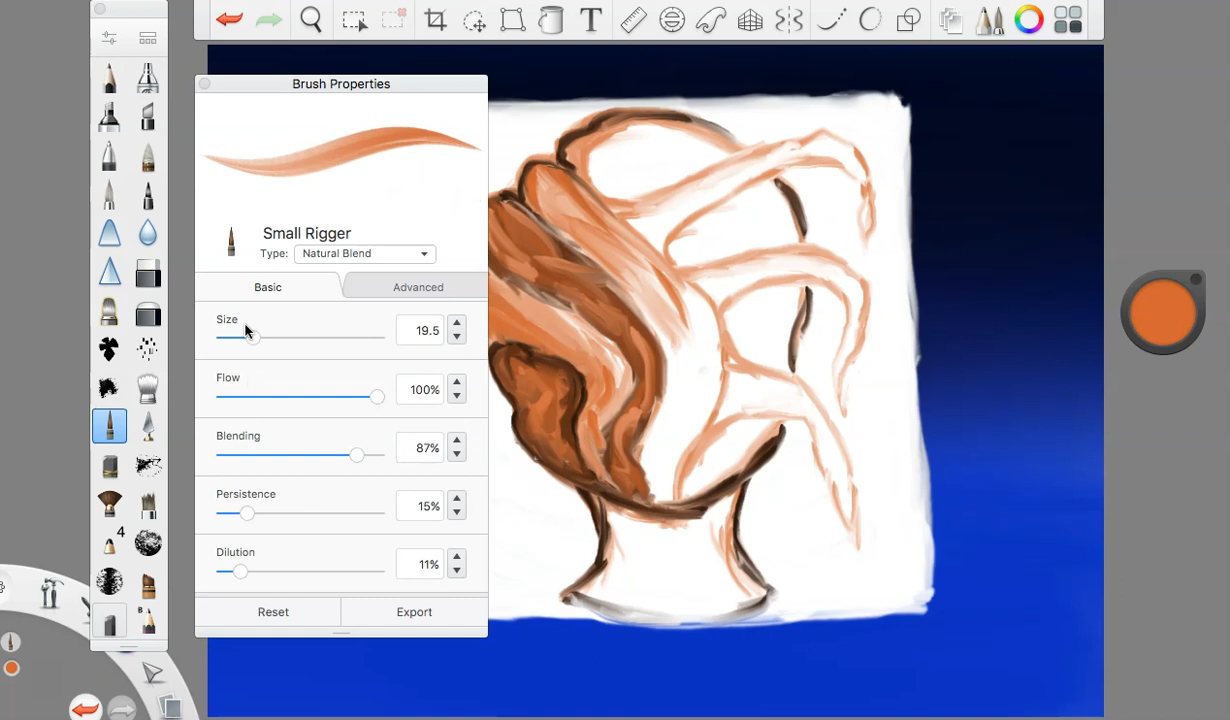 T
Brush Properties
Small Rigger
Type: Natural Blend
Basic Advanced
Size
19.5
Flow
100%
Blending
87%
Persistence
15%
Dilution
11%
Reset Export
4
B